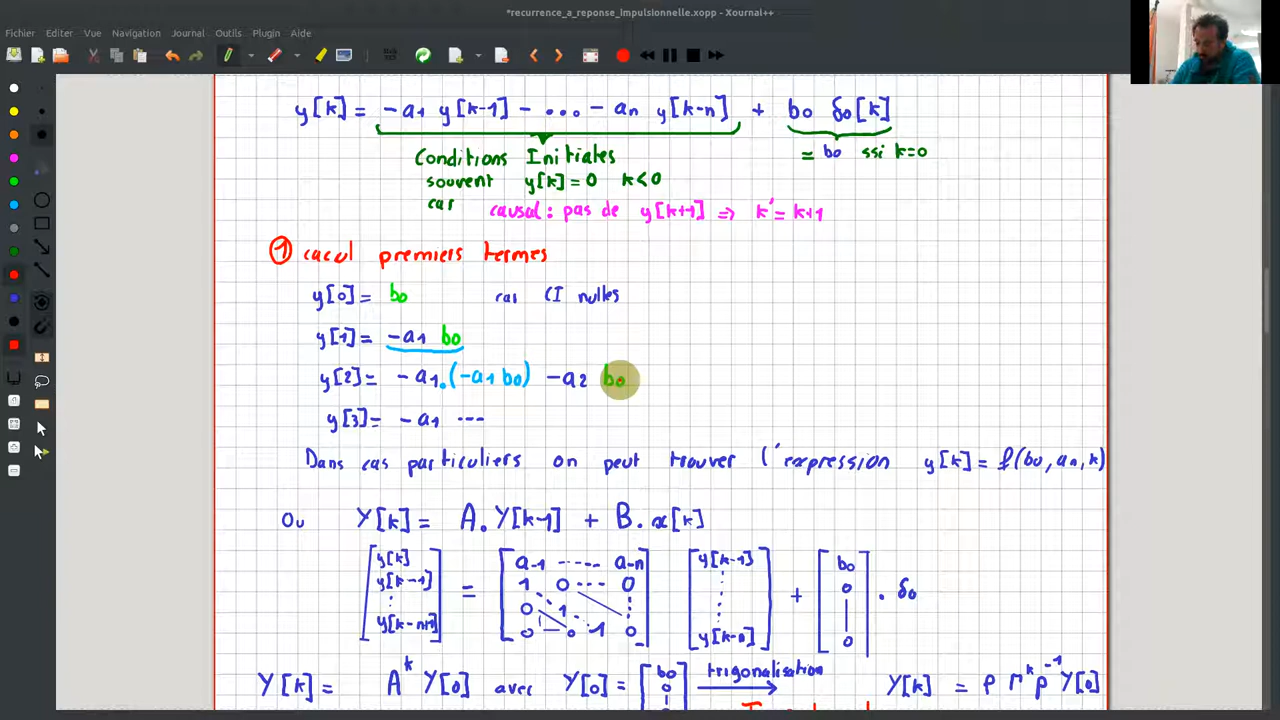 *recurrence_a_reponse_impulsionnelle.xopp - Xournal++
Fichier Editer Vue Navigation Journal Outils Plugin Aide
y[k] = -a1 y[k-1] - ... - an y[k-n] + b0 δ0[k]
Conditions Initiales = b0 ssi k=0
souvent y[k] = 0 k<0
car causal : pas de y[k+1] ⇒ k' = k+1
① cacul premiers termes
y[0] = b0 car CI nulles
y[1] = -a1 b0
y[2] = -a1.(-a1 b0) -a2 b0
y[3] = -a1 ...
Dans cas particuliers on peut trouver l'expression y[k] = f(b0, an, k)
Ou Y[k] = A. Y[k-1] + B. x[k]
y[k] a-1 ..... a-n y[k-1] b0
y[k-1] 1 0 ... 0 0
= + . δ0
0 1
y[k-n+1] 0 0 1 0 y[k-n] 0
Y[k] = A^k Y[0] avec Y[0] = b0 0 trigonalisation Y[k] = P Γ^k P^-1 Y[0]